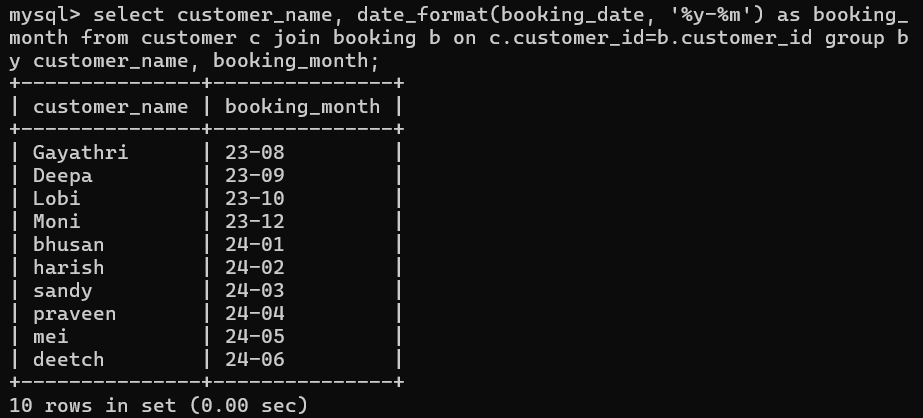 mysql> select customer_name, date_format(booking_date, '%y-%m') as booking_
month from customer c join booking b on c.customer_id=b.customer_id group b
y customer_name, booking_month;
+---------------+---------------+
| customer_name | booking_month |
+---------------+---------------+
| Gayathri      | 23-08         |
| Deepa         | 23-09         |
| Lobi          | 23-10         |
| Moni          | 23-12         |
| bhusan        | 24-01         |
| harish        | 24-02         |
| sandy         | 24-03         |
| praveen       | 24-04         |
| mei           | 24-05         |
| deetch        | 24-06         |
+---------------+---------------+
10 rows in set (0.00 sec)